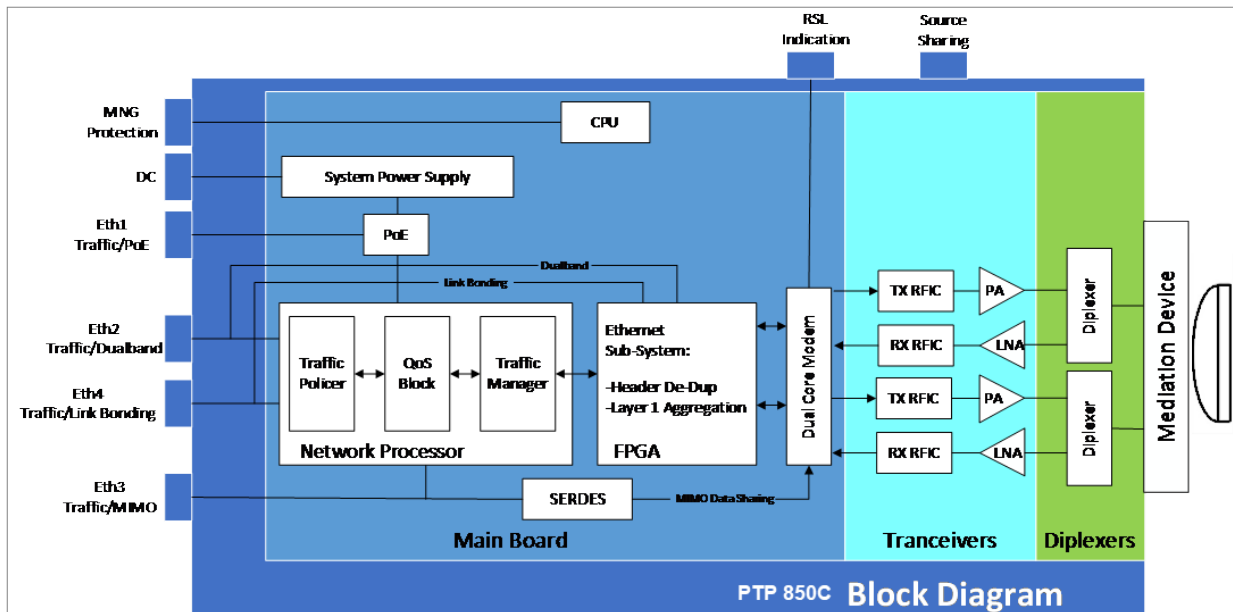 RSL
Indication
Source
Sharing
MNG
Protection
CPU
DC
System Power Supply
Eth1
Traffic/PoE
PoE
Dualband
Link Bonding
Eth2
Traffic/Dualband
Eth4
Traffic/Link Bonding
Eth3
Traffic/MIMO
Traffic
Policer
QoS
Block
Traffic
Manager
Network Processor
Ethernet
Sub-System:
-Header De-Dup
-Layer 1 Aggregation
FPGA
SERDES
MIMO Data Sharing
Dual Core Modem
TX RFIC
PA
RX RFIC
LNA
TX RFIC
PA
RX RFIC
LNA
Diplexer
Diplexer
Mediation Device
Main Board
Tranceivers
Diplexers
PTP 850C Block Diagram